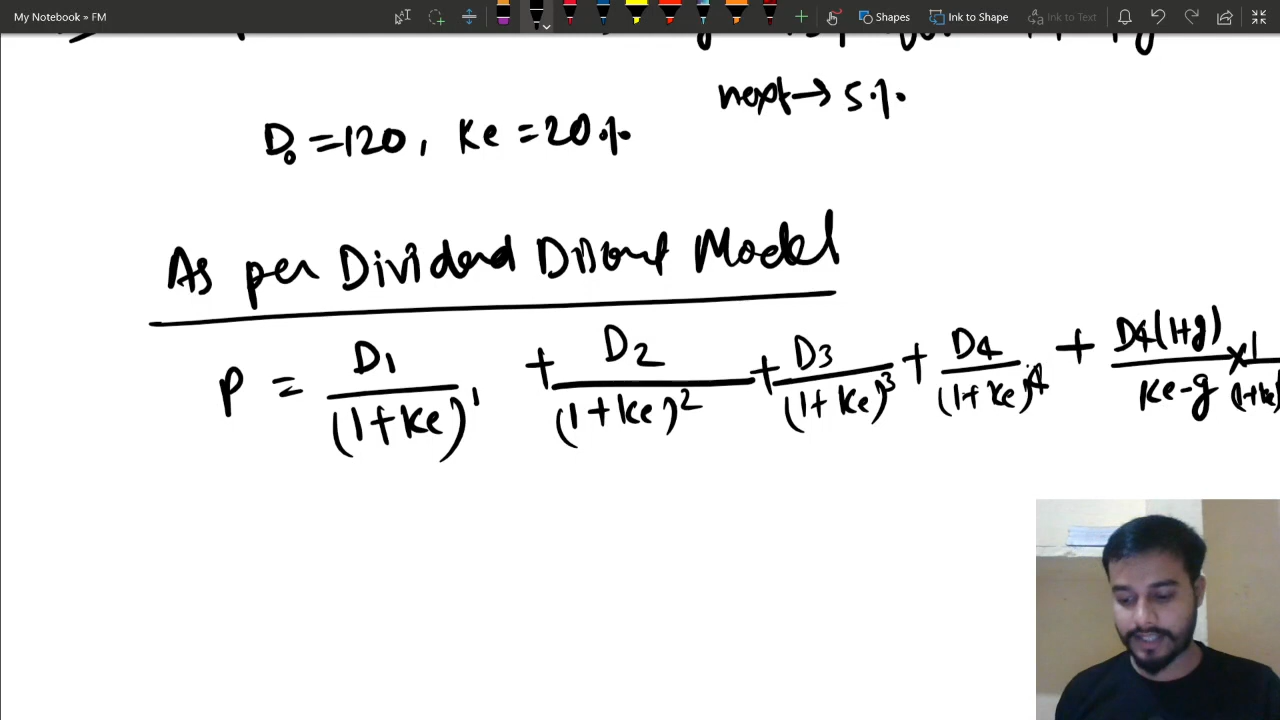 My Notebook » FM
Shapes
Ink to Shape
Ink to Text
next → 5%
D₀ = 120, Ke = 20%
As per Dividend Model
P = D1/(1+Ke)^1 + D2/(1+Ke)^2 + D3/(1+Ke)^3 + D4/(1+Ke)^4 + D4(1+g)/Ke-g × 1/(1+Ke)